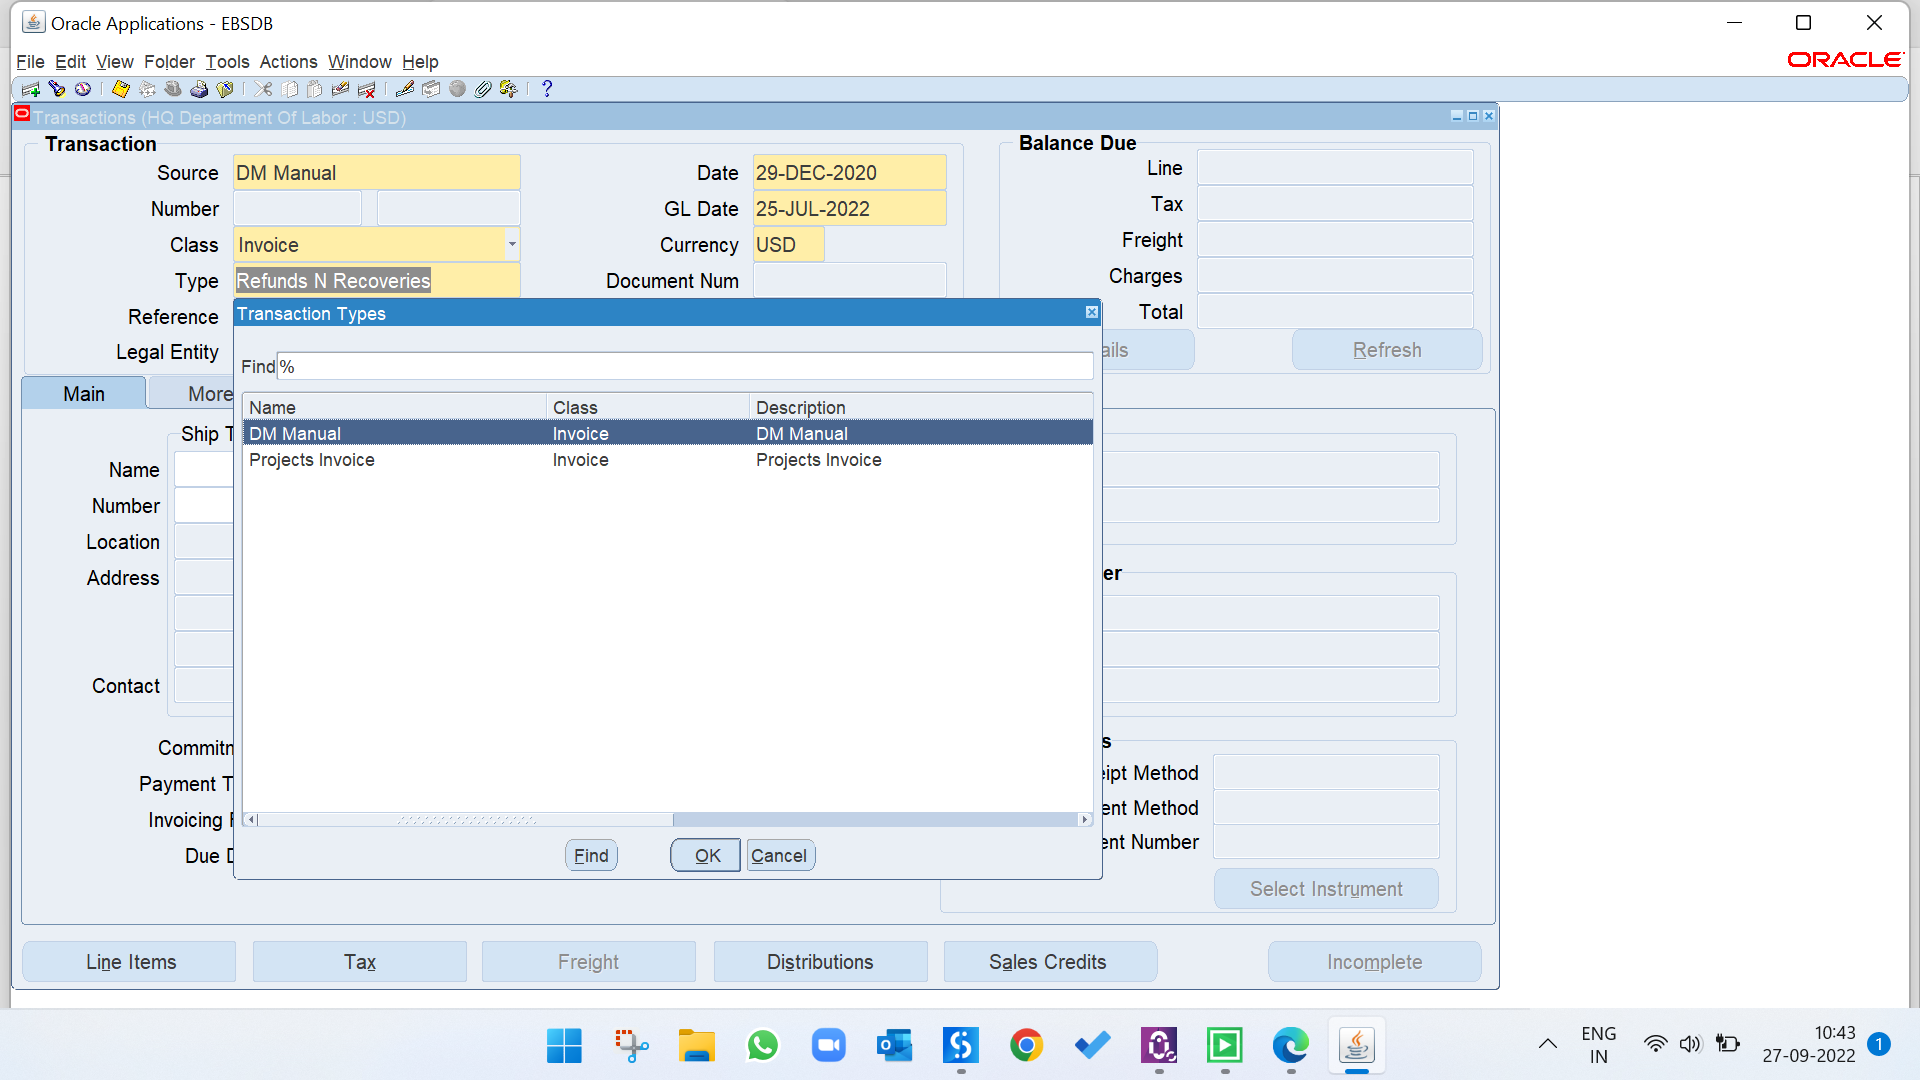 Oracle Applications - EBSDB
File Edit View Folder Tools Actions Window Help
ORACLE
Transactions (HQ Department Of Labor : USD)
Transaction
Source DM Manual
Number
Class Invoice
Type Refunds N Recoveries
Reference
Legal Entity
Date 29-DEC-2020
GL Date 25-JUL-2022
Currency USD
Document Num
Balance Due
Line
Tax
Freight
Charges
Total
ails
Refresh
Main
More
Ship T
Name
Number
Location
Address
Contact
Commitn
Payment T
Invoicing
Due D
Transaction Types
Find %
Name Class Description
DM Manual Invoice DM Manual
Projects Invoice Invoice Projects Invoice
Find OK Cancel
er
s
ipt Method
ent Method
ent Number
Select Instrument
Line Items Tax Freight Distributions Sales Credits Incomplete
ENG
IN
10:43
27-09-2022
1